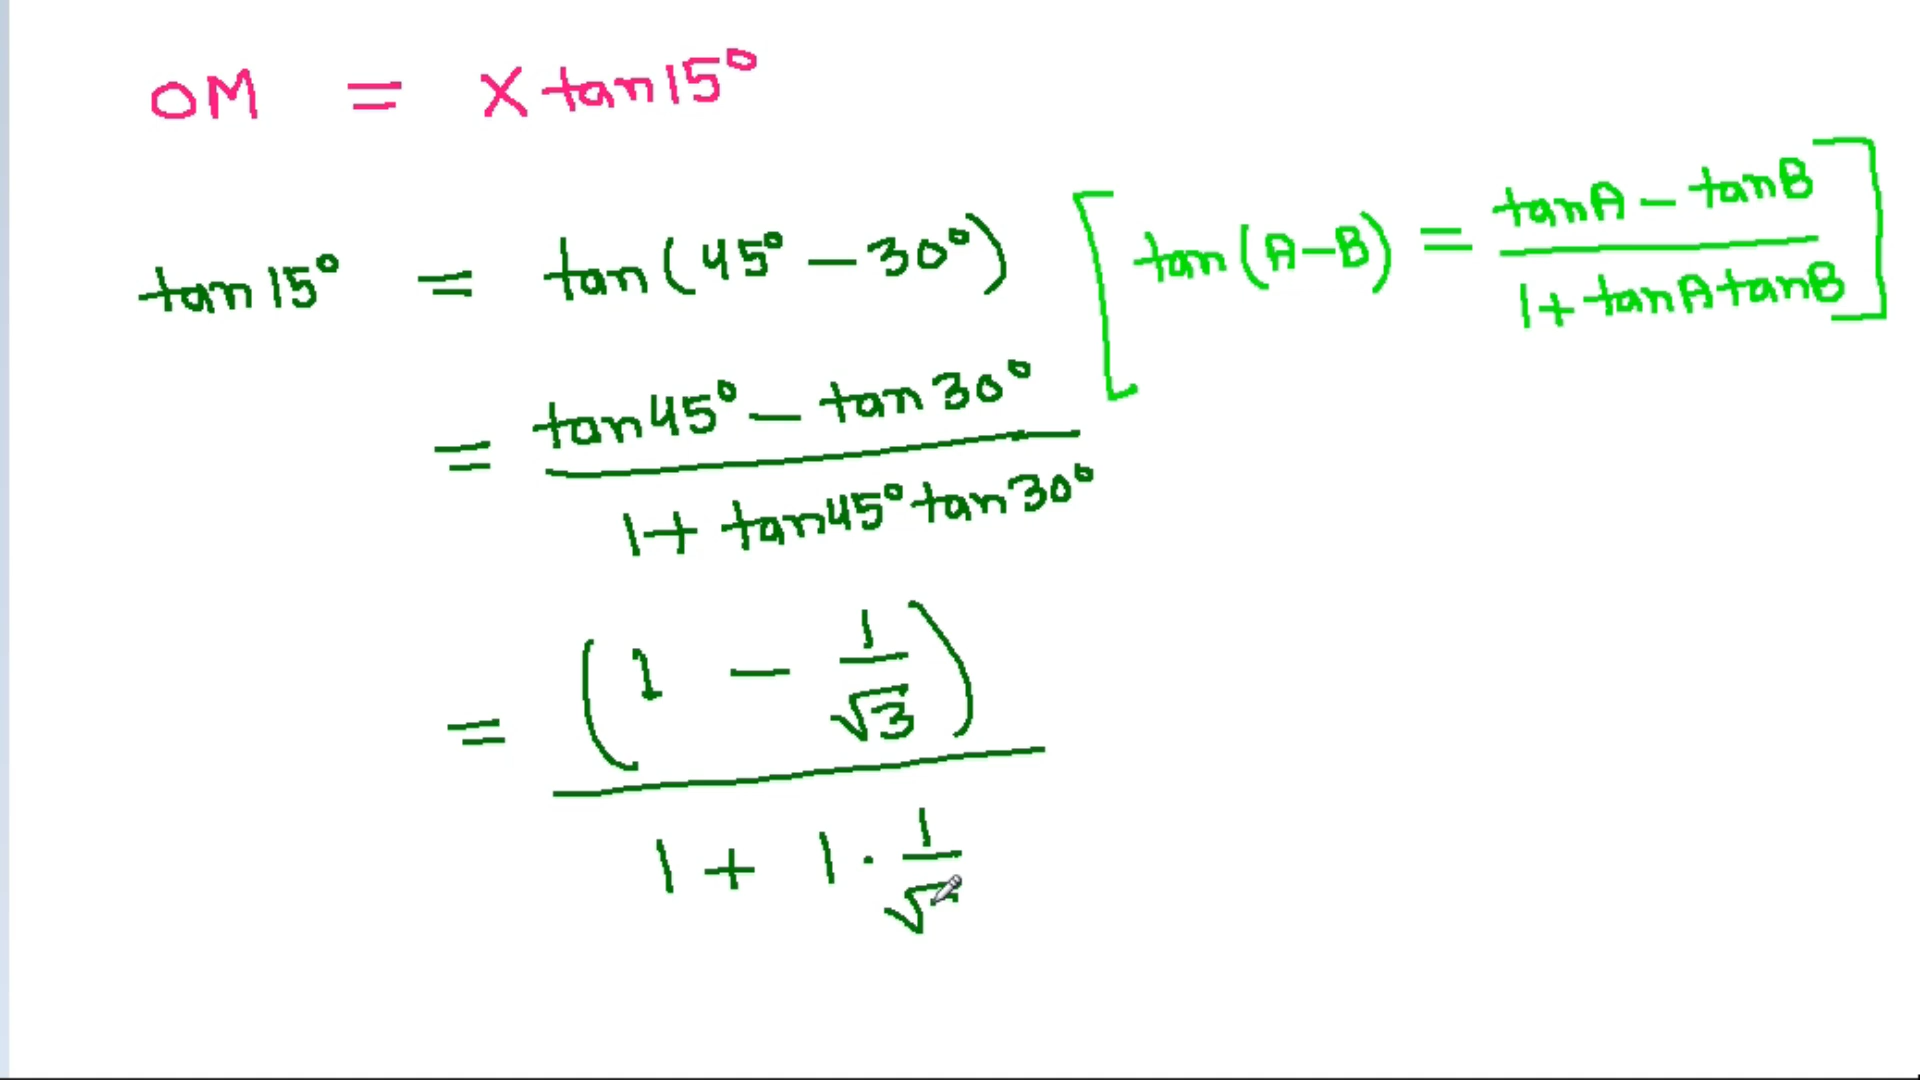 OM = x tan15°
tan15° = tan(45° - 30°) [tan(A-B) = (tanA - tanB)/(1 + tanA tanB)]
= (tan45° - tan30°)/(1 + tan45° tan30°)
= (1 - 1/√3)/(1 + 1 · 1/√